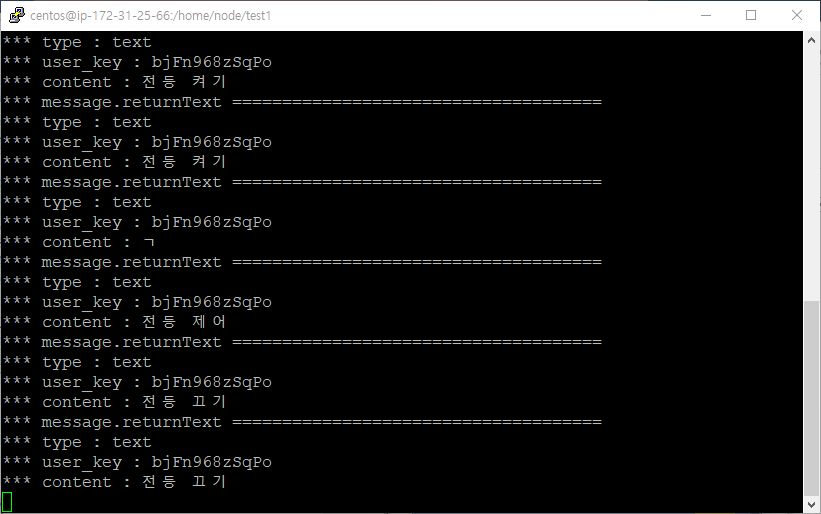 centos@ip-172-31-25-66:/home/node/test1
*** type : text
*** user_key : bjFn968zSqPo
*** content : 전등 켜기
*** message.returnText =====================================
*** type : text
*** user_key : bjFn968zSqPo
*** content : 전등 켜기
*** message.returnText =====================================
*** type : text
*** user_key : bjFn968zSqPo
*** content : ㄱ
*** message.returnText =====================================
*** type : text
*** user_key : bjFn968zSqPo
*** content : 전등 제어
*** message.returnText =====================================
*** type : text
*** user_key : bjFn968zSqPo
*** content : 전등 끄기
*** message.returnText =====================================
*** type : text
*** user_key : bjFn968zSqPo
*** content : 전등 끄기